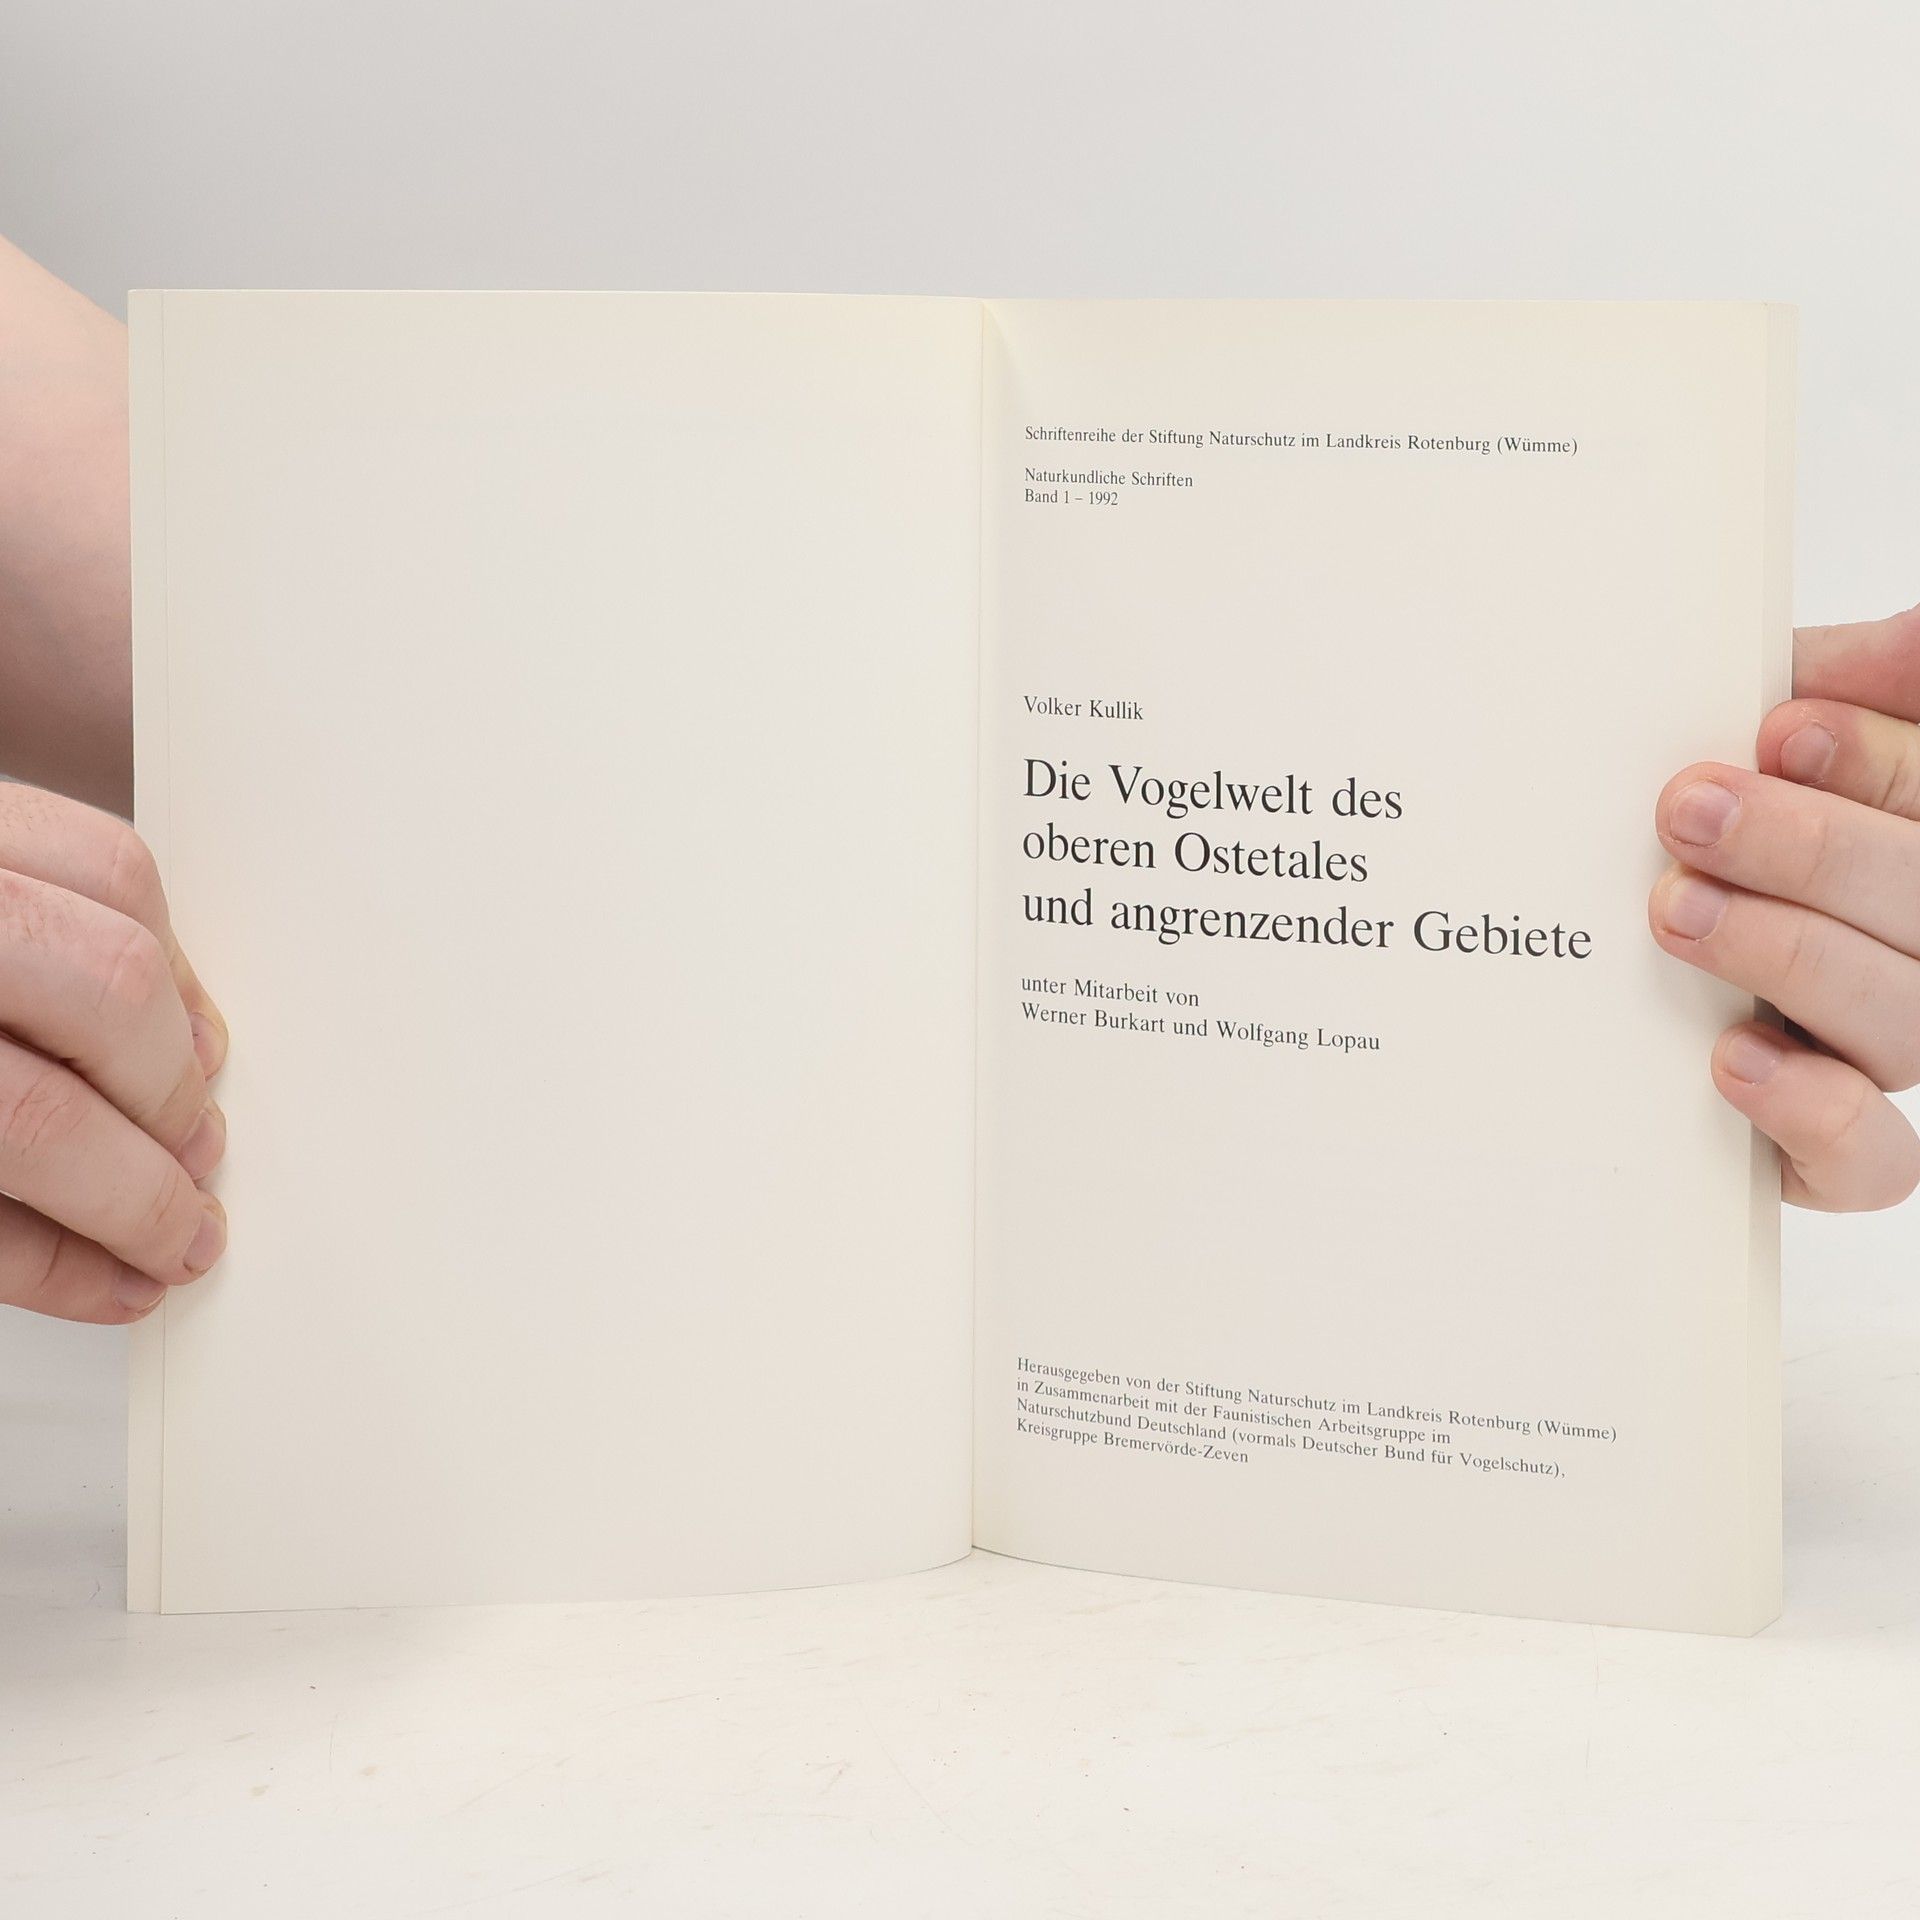 Schriftenreihe der Stiftung Naturschutz im Landkreis Rotenburg (Wümme)
Naturkundliche Schriften
Band 1 – 1992
Volker Kullik
Die Vogelwelt des
oberen Ostetales
und angrenzender Gebiete
unter Mitarbeit von
Werner Burkart und Wolfgang Lopau
Herausgegeben von der Stiftung Naturschutz im Landkreis Rotenburg (Wümme)
in Zusammenarbeit mit der Faunistischen Arbeitsgruppe im
Naturschutzbund Deutschland (vormals Deutscher Bund für Vogelschutz),
Kreisgruppe Bremervörde-Zeven